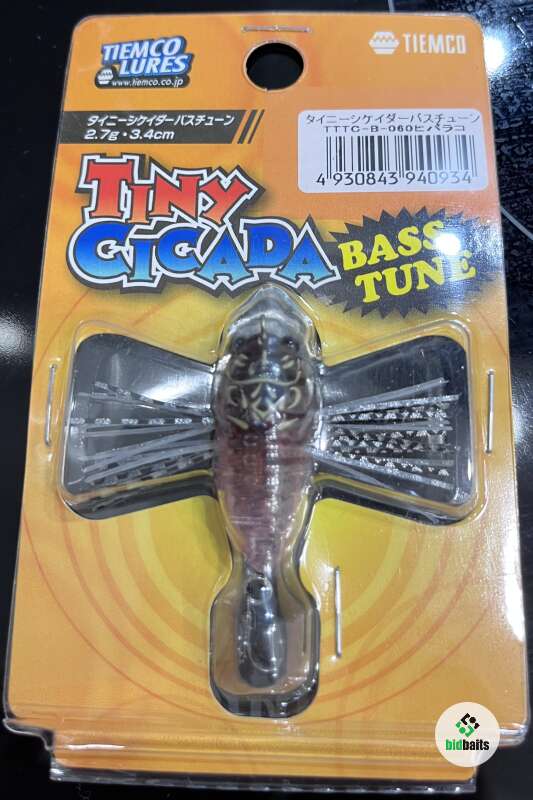 TIEMCO
LURES
www.tiemco.co.jp
TIEMCO
タイニーシケイダーバスチューン
2.7g・3.4cm
タイニーシケイダーバスチューン
TTTC-B-060ヒバラコ
4 930843 940934
TINY
CICADA
BASS
TUNE
bidbaits